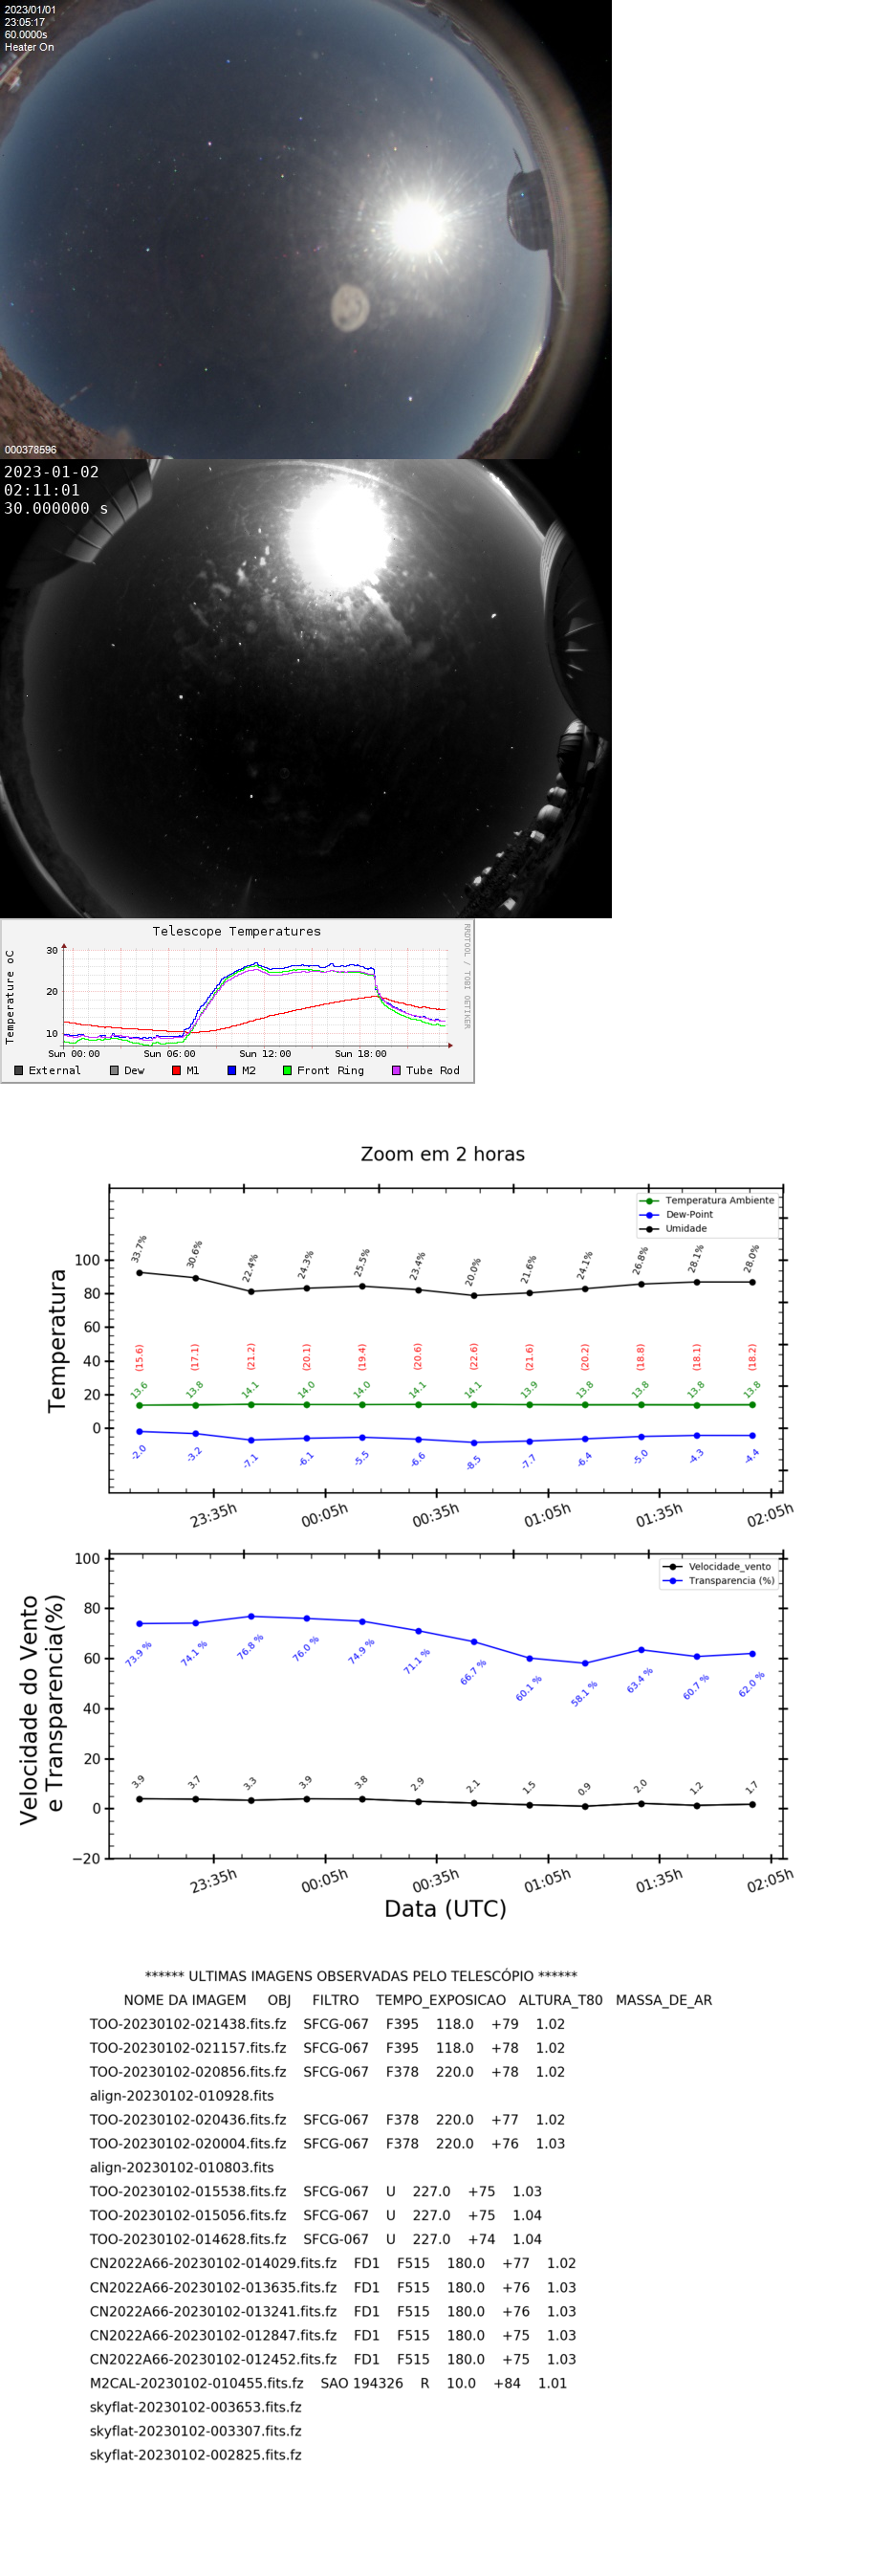 2023/01/01
23:05:17
60.0000s
Heater On
000378596
2023-01-02
02:11:01
30.000000 s
Telescope Temperatures
RRDTOOL / TOBI OETIKER
Temperature oC
30
20
10
Sun 00:00 Sun 06:00 Sun 12:00 Sun 18:00
External Dew M1 M2 Front Ring Tube Rod
Zoom em 2 horas
Temperatura Ambiente
Dew-Point
Umidade
Temperatura
100
80
60
40
20
0
33.7% 30.6% 22.4% 24.3% 25.5% 23.4% 20.0% 21.6% 24.1% 26.8% 28.1% 28.0%
(15.6) (17.1) (21.2) (20.1) (19.4) (20.6) (22.6) (21.6) (20.2) (18.8) (18.1) (18.2)
13.6 13.8 14.1 14.0 14.0 14.1 14.1 13.9 13.8 13.8 13.8 13.8
-2.0 -3.2 -7.1 -6.1 -5.5 -6.6 -8.5 -7.7 -6.4 -5.0 -4.3 -4.4
23:35h 00:05h 00:35h 01:05h 01:35h 02:05h
Velocidade_vento
Transparencia (%)
Velocidade do Vento
e Transparencia(%)
100
80
60
40
20
0
−20
73.9 % 74.1 % 76.8 % 76.0 % 74.9 % 71.1 % 66.7 % 60.1 % 58.1 % 63.4 % 60.7 % 62.0 %
3.9 3.7 3.3 3.9 3.8 2.9 2.1 1.5 0.9 2.0 1.2 1.7
23:35h 00:05h 00:35h 01:05h 01:35h 02:05h
Data (UTC)
****** ULTIMAS IMAGENS OBSERVADAS PELO TELESCÓPIO ******
NOME DA IMAGEM OBJ FILTRO TEMPO_EXPOSICAO ALTURA_T80 MASSA_DE_AR
TOO-20230102-021438.fits.fz SFCG-067 F395 118.0 +79 1.02
TOO-20230102-021157.fits.fz SFCG-067 F395 118.0 +78 1.02
TOO-20230102-020856.fits.fz SFCG-067 F378 220.0 +78 1.02
align-20230102-010928.fits
TOO-20230102-020436.fits.fz SFCG-067 F378 220.0 +77 1.02
TOO-20230102-020004.fits.fz SFCG-067 F378 220.0 +76 1.03
align-20230102-010803.fits
TOO-20230102-015538.fits.fz SFCG-067 U 227.0 +75 1.03
TOO-20230102-015056.fits.fz SFCG-067 U 227.0 +75 1.04
TOO-20230102-014628.fits.fz SFCG-067 U 227.0 +74 1.04
CN2022A66-20230102-014029.fits.fz FD1 F515 180.0 +77 1.02
CN2022A66-20230102-013635.fits.fz FD1 F515 180.0 +76 1.03
CN2022A66-20230102-013241.fits.fz FD1 F515 180.0 +76 1.03
CN2022A66-20230102-012847.fits.fz FD1 F515 180.0 +75 1.03
CN2022A66-20230102-012452.fits.fz FD1 F515 180.0 +75 1.03
M2CAL-20230102-010455.fits.fz SAO 194326 R 10.0 +84 1.01
skyflat-20230102-003653.fits.fz
skyflat-20230102-003307.fits.fz
skyflat-20230102-002825.fits.fz